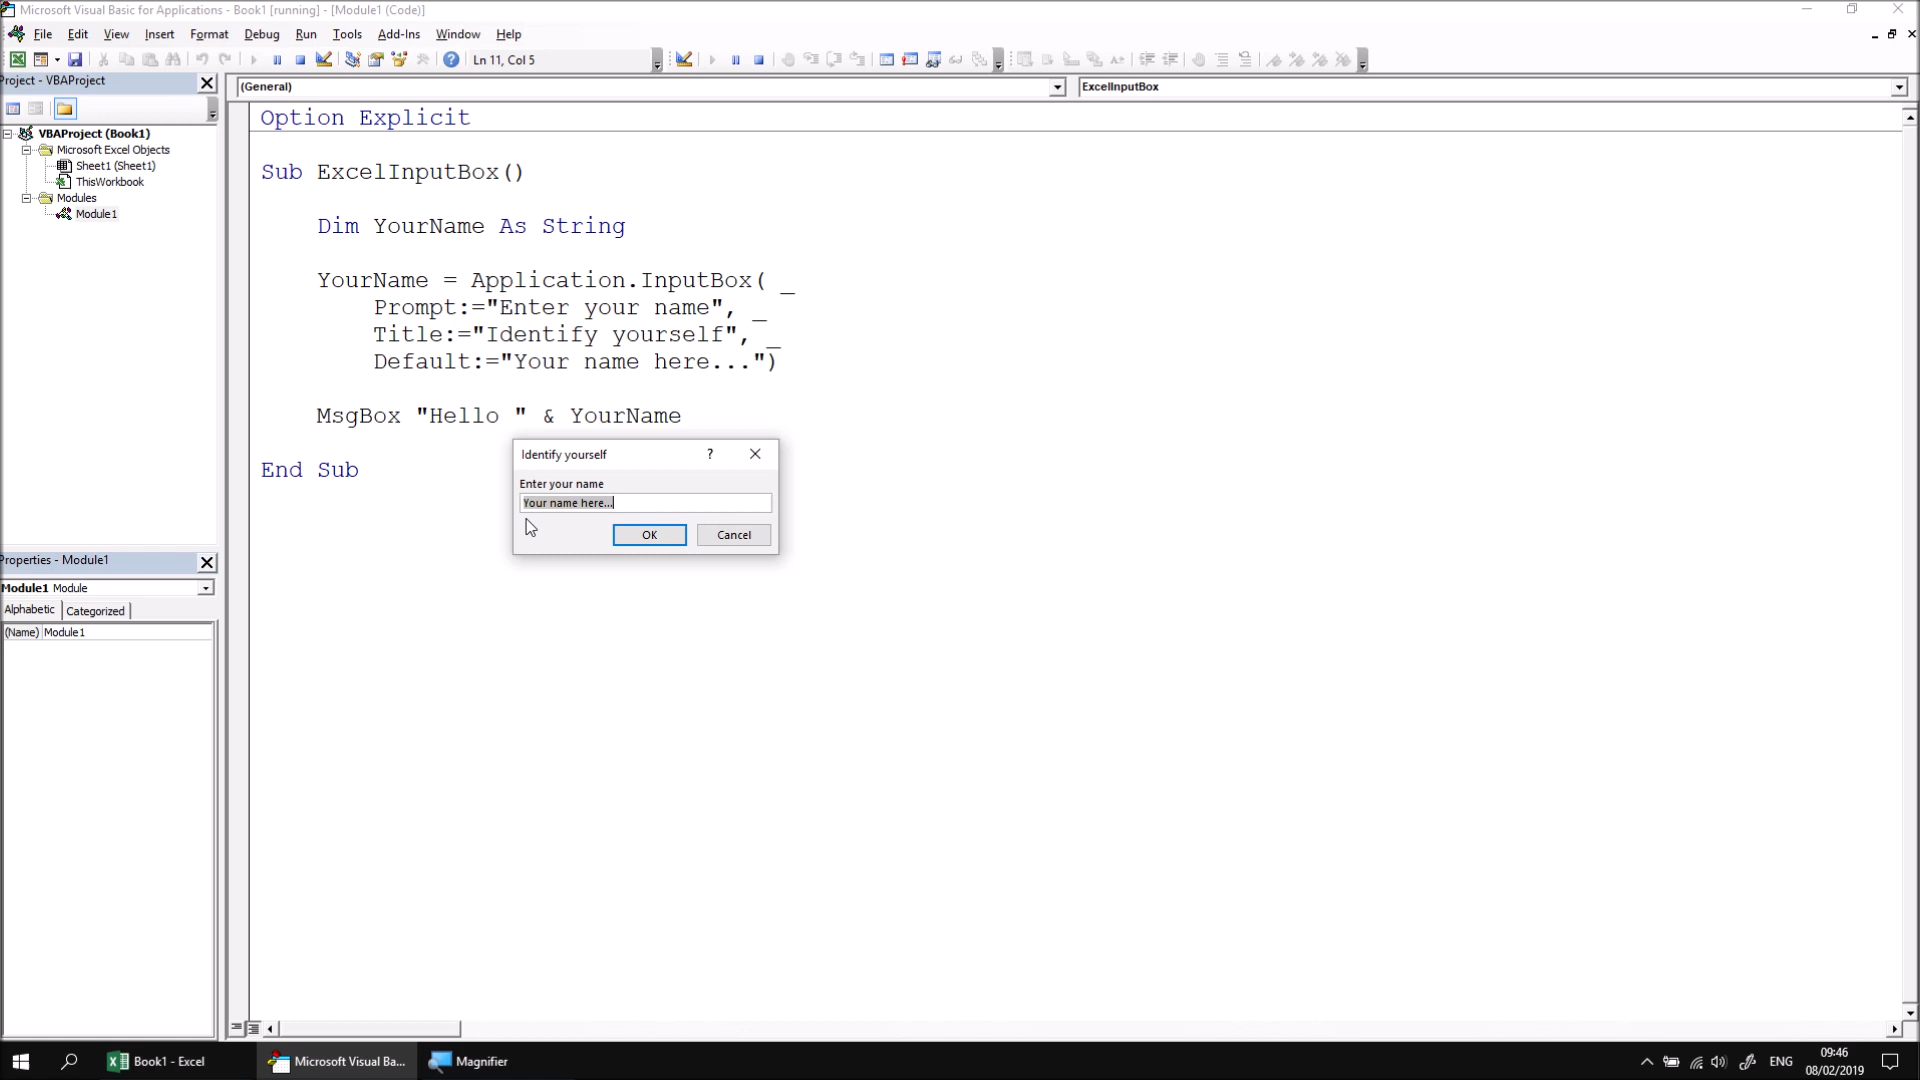 Microsoft Visual Basic for Applications - Book1 [running] - [Module1 (Code)]
File Edit View Insert Format Debug Run Tools Add-Ins Window Help
Ln 11, Col 5
Project - VBAProject
(General)
ExcelInputBox
VBAProject (Book1)
Microsoft Excel Objects
Sheet1 (Sheet1)
ThisWorkbook
Modules
Module1
Option Explicit
Sub ExcelInputBox()
Dim YourName As String
YourName = Application.InputBox( _
Prompt:="Enter your name", _
Title:="Identify yourself", _
Default:="Your name here...")
MsgBox "Hello " & YourName
End Sub
Identify yourself
Enter your name
Your name here...
OK Cancel
Properties - Module1
Module1 Module
Alphabetic Categorized
(Name) Module1
Book1 - Excel
Microsoft Visual Ba...
Magnifier
ENG
09:46
08/02/2019